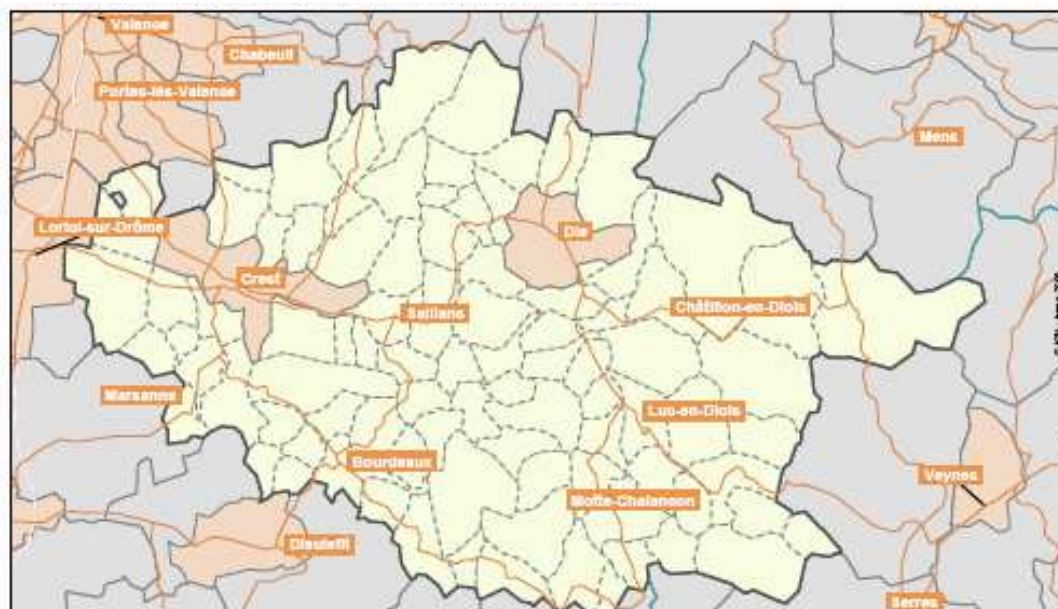 Valence
Chabeuil
Portes-lès-Valence
Mens
Loriol-sur-Drôme
Die
Crest
Saillans
Châtillon-en-Diois
Marsanne
Luc-en-Diois
Bourdeaux
Veynes
Motte-Chalancon
Dieulefit
Serres